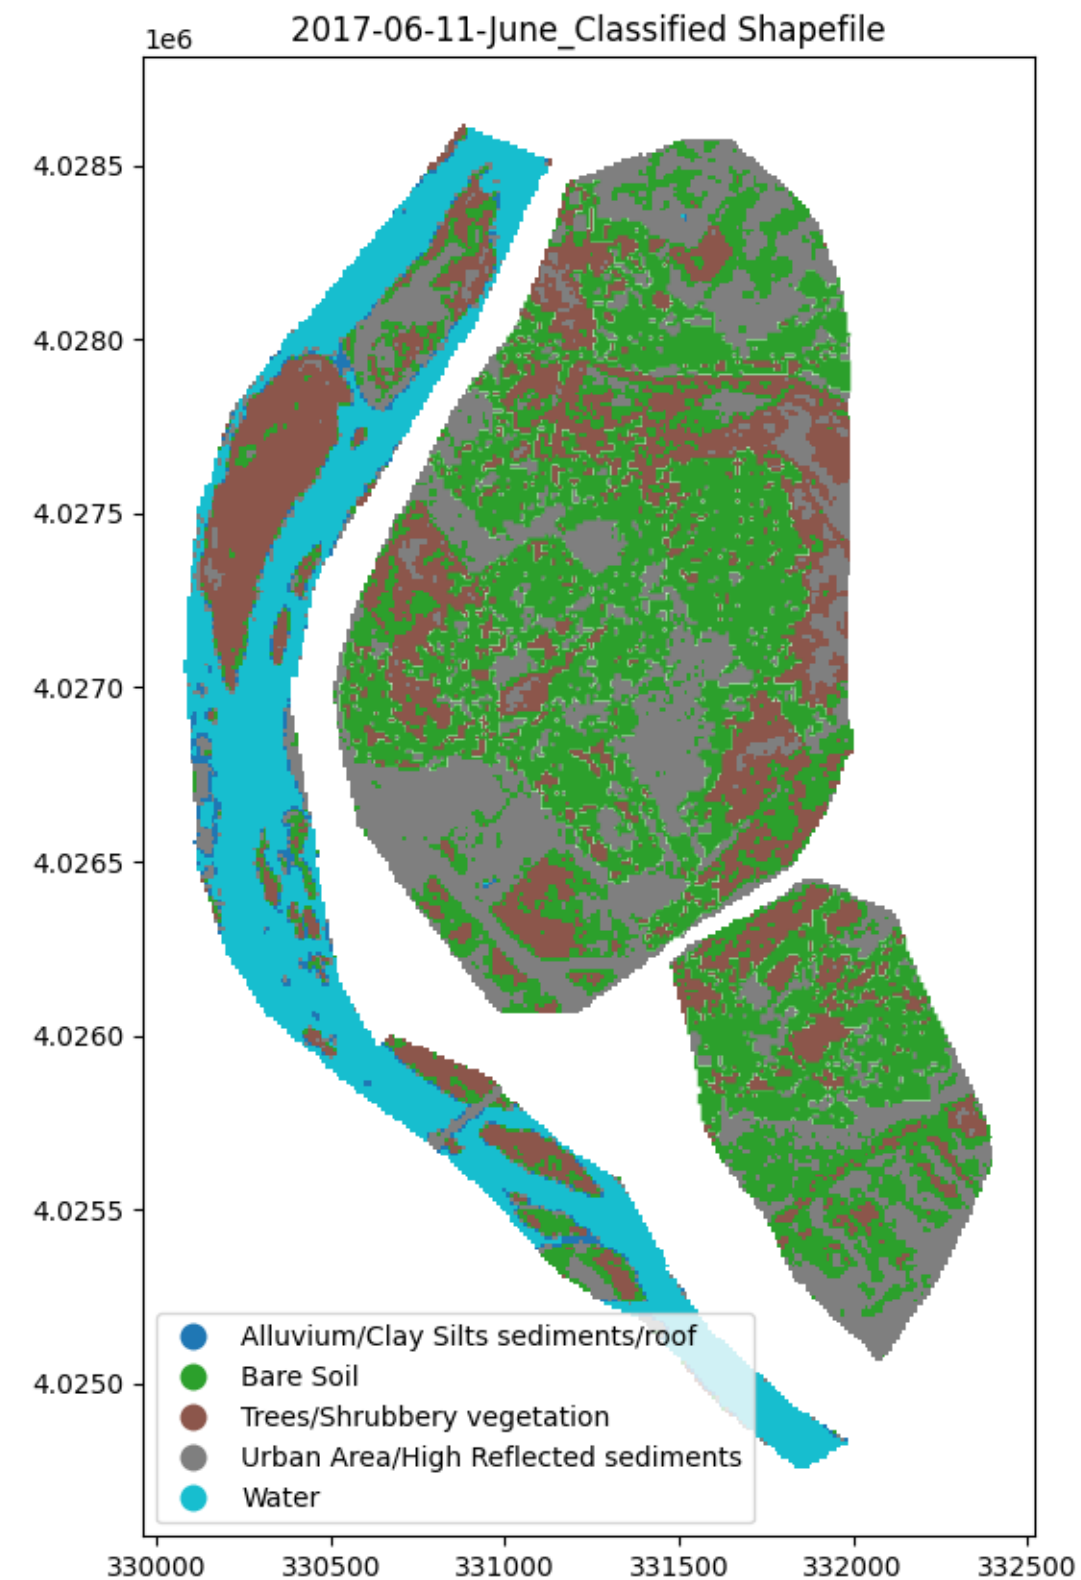 2017-06-11-June_Classified Shapefile
1e6
4.0285
4.0280
4.0275
4.0270
4.0265
4.0260
4.0255
4.0250
Alluvium/Clay Silts sediments/roof
Bare Soil
Trees/Shrubbery vegetation
Urban Area/High Reflected sediments
Water
330000 330500 331000 331500 332000 332500